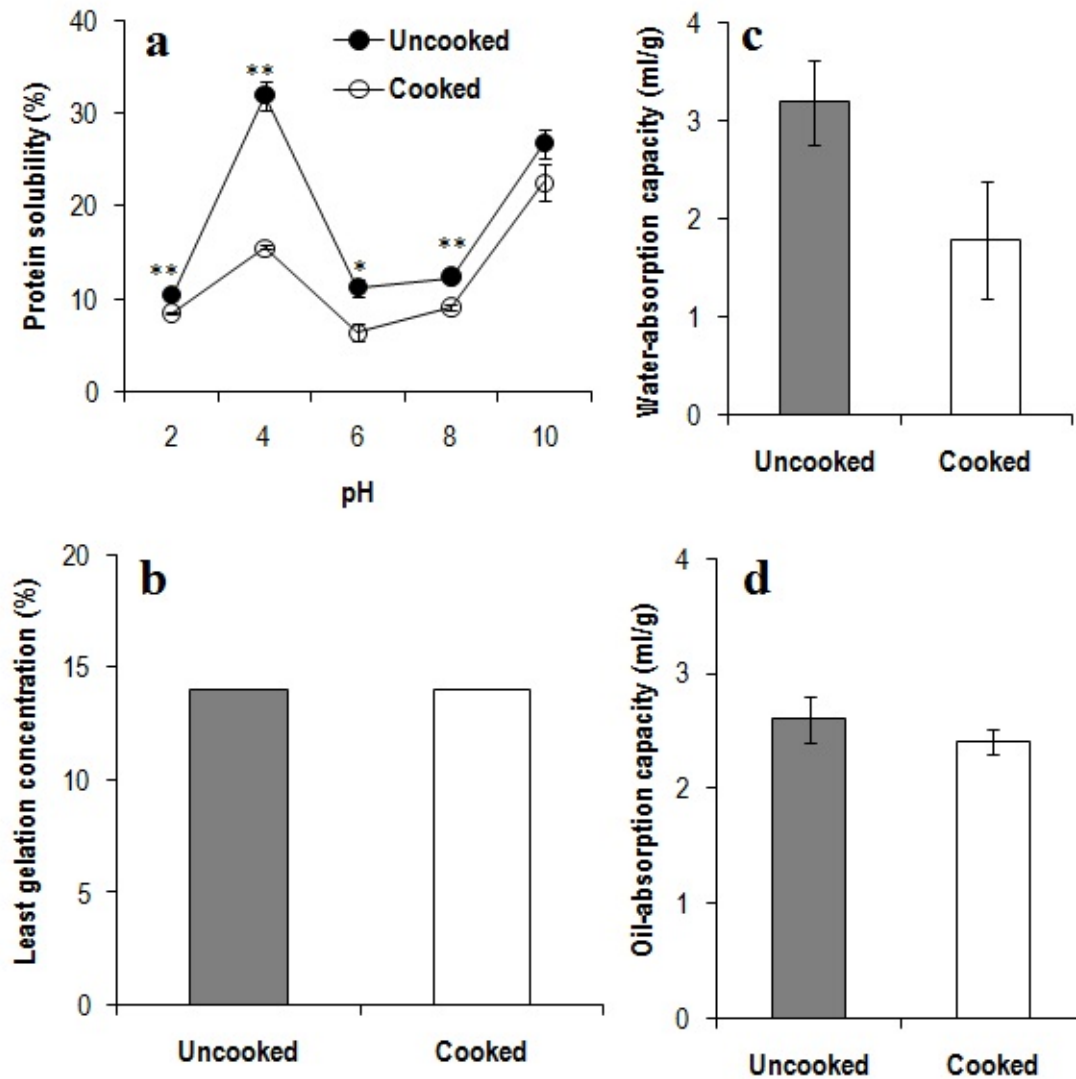 a
Uncooked
Cooked
Protein solubility (%)
40
30
20
10
0
**
**
*
**
2 4 6 8 10
pH
c
Water-absorption capacity (ml/g)
4
3
2
1
0
Uncooked Cooked
b
Least gelation concentration (%)
20
15
10
5
0
Uncooked Cooked
d
Oil-absorption capacity (ml/g)
4
3
2
1
0
Uncooked Cooked